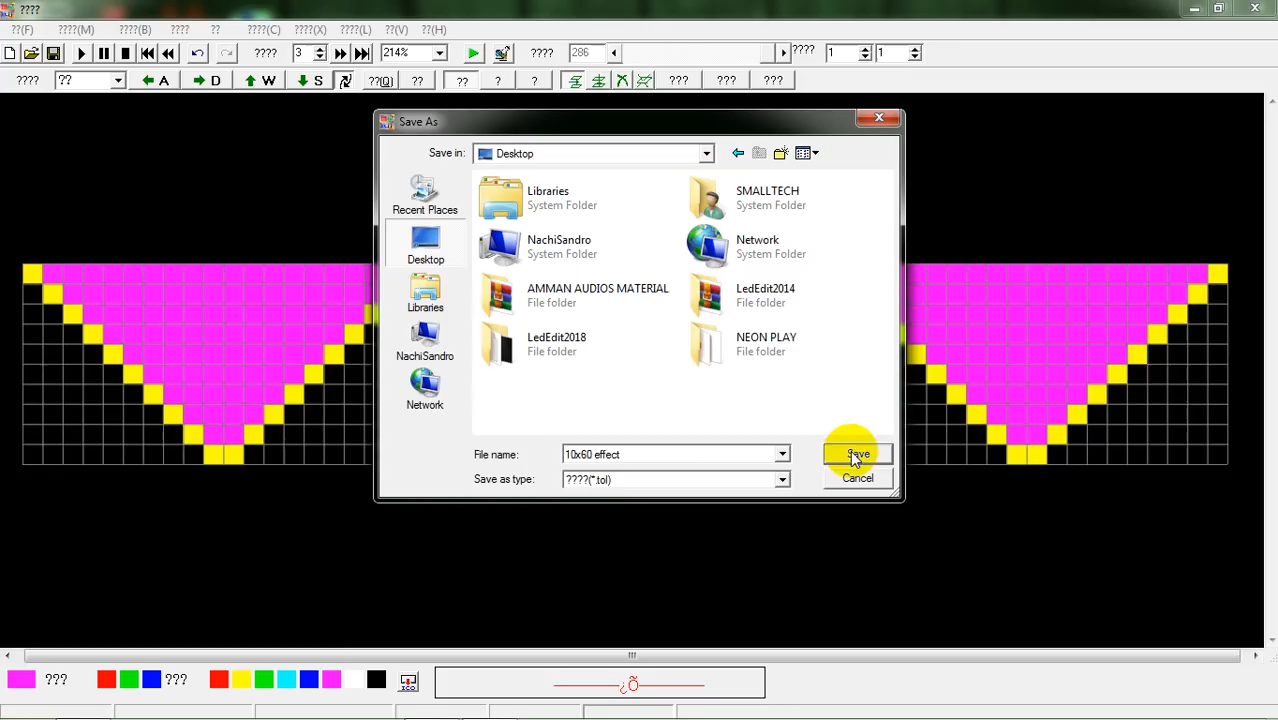 ????
??(F) ????(M) ????(B) ???? ?? ????(C) ????(X) ????(L) ??(V) ??(H)
???? 3 214% ???? 286 ???? 1 1
???? ?? A D W S ??(Q) ?? ?? ? ? ??? ??? ???
Save As
Save in: Desktop
Recent Places
Desktop
Libraries
NachiSandro
Network
Libraries
System Folder
SMALLTECH
System Folder
NachiSandro
System Folder
Network
System Folder
AMMAN AUDIOS MATERIAL
File folder
LedEdit2014
File folder
LedEdit2018
File folder
NEON PLAY
File folder
File name: 10x60 effect Save
Save as type: ????(*.tol) Cancel
??? ??? ICO ¿Õ